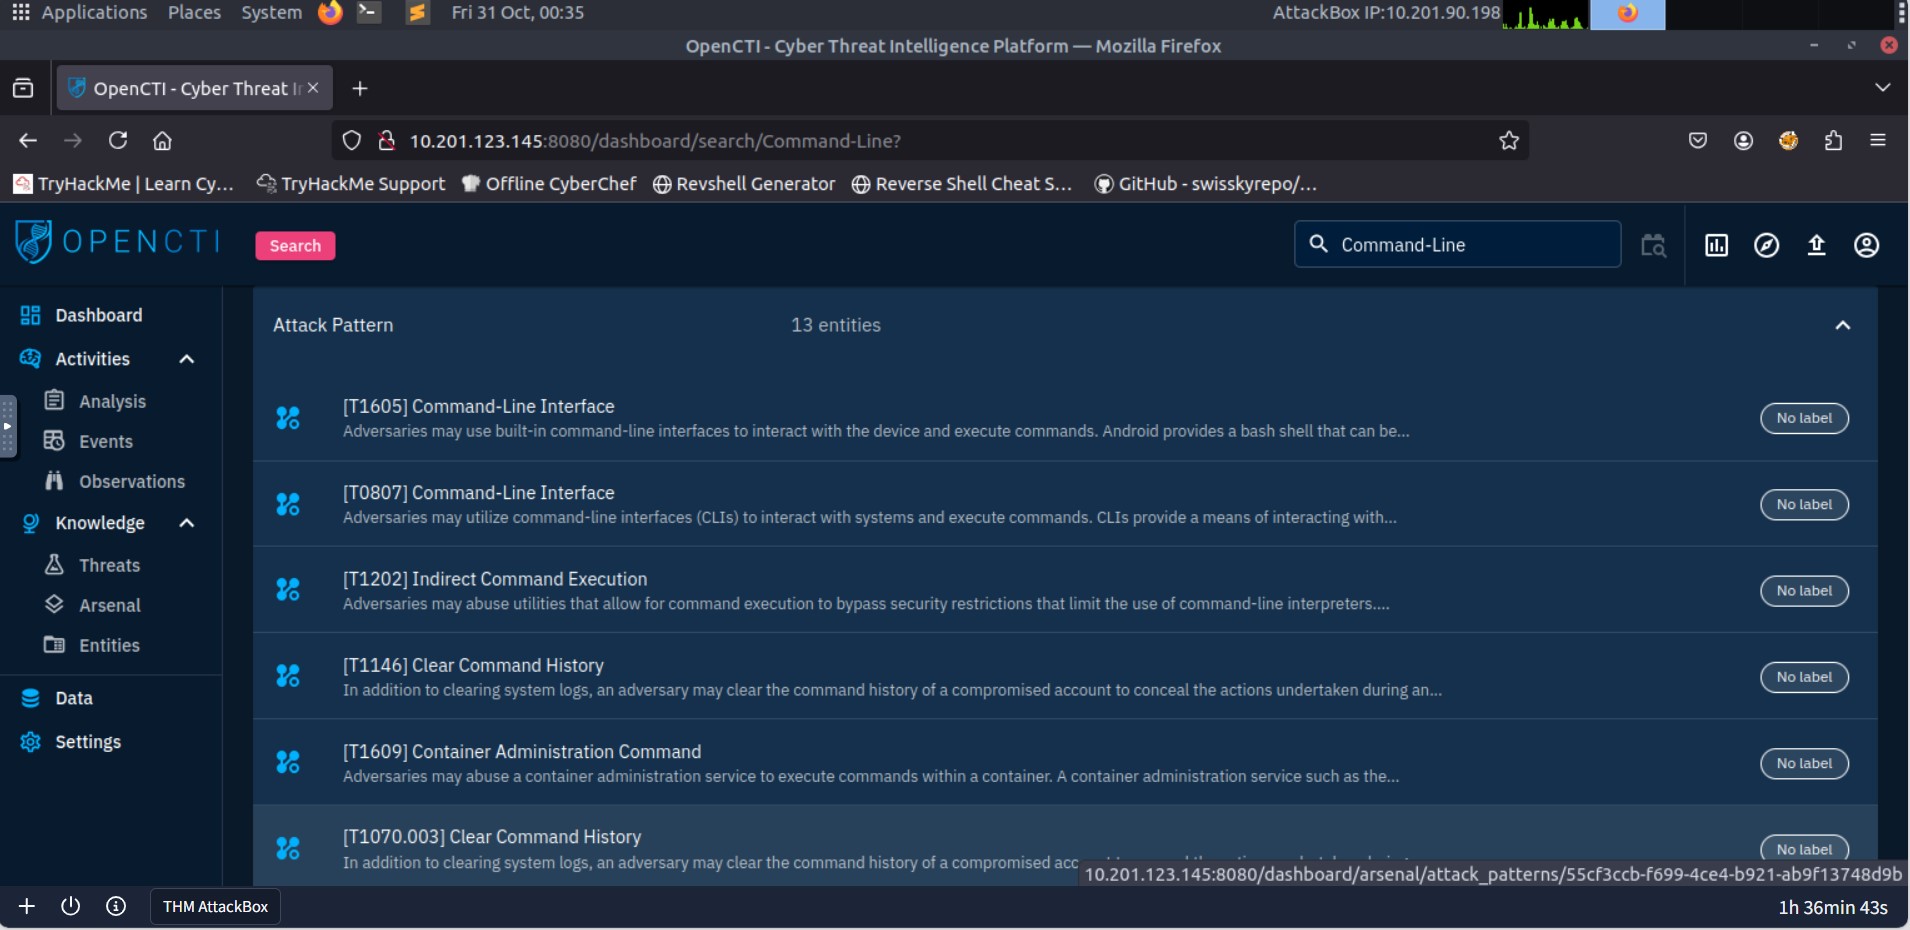 Applications Places System Fri 31 Oct, 00:35 AttackBox IP:10.201.90.198
OpenCTI - Cyber Threat Intelligence Platform — Mozilla Firefox
OpenCTI - Cyber Threat In
10.201.123.145:8080/dashboard/search/Command-Line?
TryHackMe | Learn Cy... TryHackMe Support Offline CyberChef Revshell Generator Reverse Shell Cheat S... GitHub - swisskyrepo/...
OPENCTI Search Command-Line
Dashboard
Activities
Analysis
Events
Observations
Knowledge
Threats
Arsenal
Entities
Data
Settings
Attack Pattern 13 entities
[T1605] Command-Line Interface
Adversaries may use built-in command-line interfaces to interact with the device and execute commands. Android provides a bash shell that can be...
No label
[T0807] Command-Line Interface
Adversaries may utilize command-line interfaces (CLIs) to interact with systems and execute commands. CLIs provide a means of interacting with...
No label
[T1202] Indirect Command Execution
Adversaries may abuse utilities that allow for command execution to bypass security restrictions that limit the use of command-line interpreters....
No label
[T1146] Clear Command History
In addition to clearing system logs, an adversary may clear the command history of a compromised account to conceal the actions undertaken during an...
No label
[T1609] Container Administration Command
Adversaries may abuse a container administration service to execute commands within a container. A container administration service such as the...
No label
[T1070.003] Clear Command History
In addition to clearing system logs, an adversary may clear the command history of a compromised
No label
10.201.123.145:8080/dashboard/arsenal/attack_patterns/55cf3ccb-f699-4ce4-b921-ab9f13748d9b
THM AttackBox 1h 36min 43s